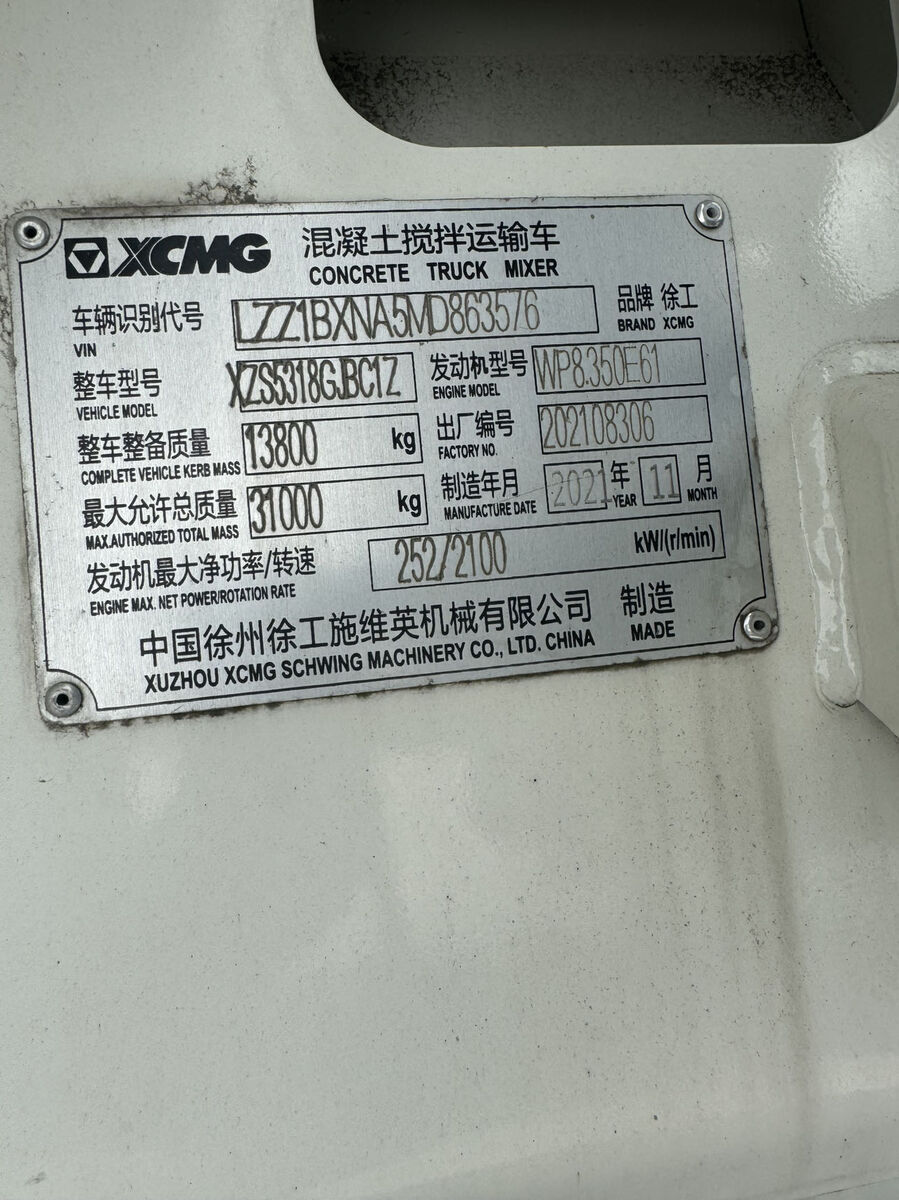 XCMG 混凝土搅拌运输车
CONCRETE TRUCK MIXER
车辆识别代号 LZZ1BXNA5MD863576 品牌 徐工
VIN BRAND XCMG
整车型号 XZS5318GJBC1Z 发动机型号 WP8.350E61
VEHICLE MODEL ENGINE MODEL
整车整备质量 13800 kg 出厂编号 202108306
COMPLETE VEHICLE KERB MASS FACTORY NO.
最大允许总质量 31000 kg 制造年月 2021 年 11 月
MAX.AUTHORIZED TOTAL MASS MANUFACTURE DATE YEAR MONTH
发动机最大净功率/转速 252/2100 kW/(r/min)
ENGINE MAX. NET POWER/ROTATION RATE
中国徐州徐工施维英机械有限公司 制造
XUZHOU XCMG SCHWING MACHINERY CO., LTD. CHINA MADE